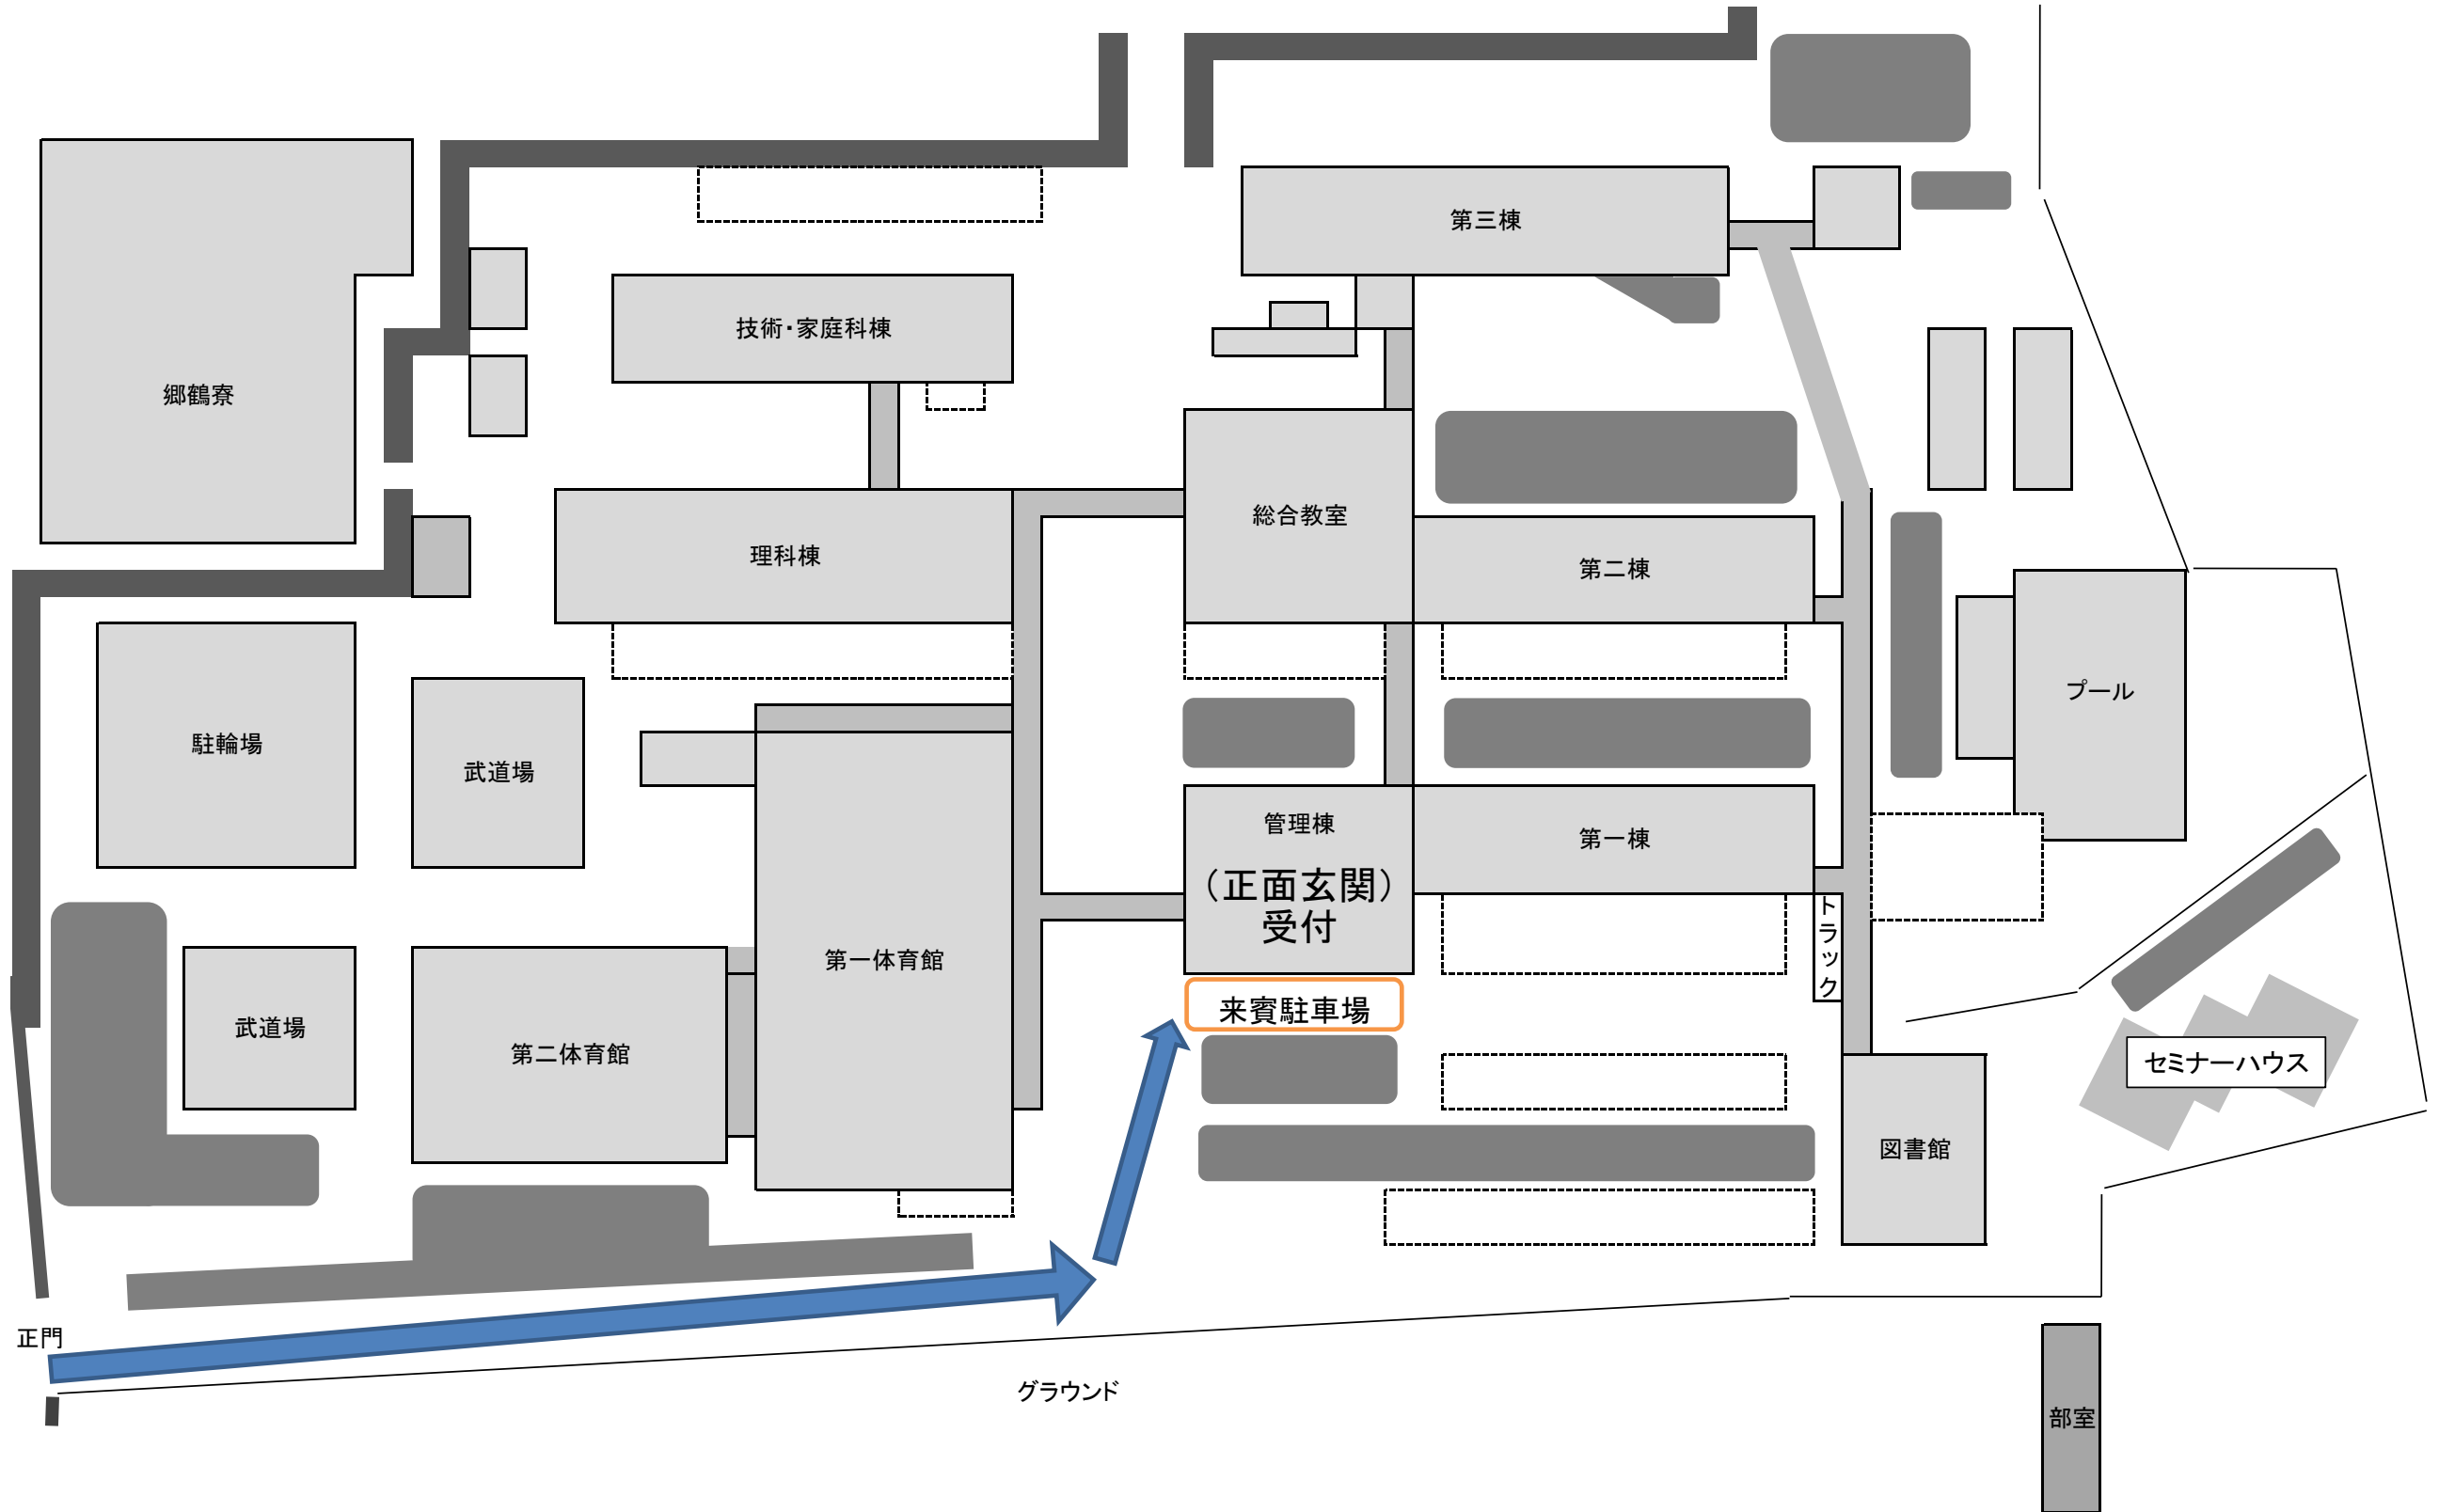 第三棟
技術・家庭科棟
郷鶴寮
総合教室
理科棟
第二棟
プール
駐輪場
武道場
管理棟
（正面玄関）
受付
第一棟
トラック
第一体育館
来賓駐車場
武道場
第二体育館
セミナーハウス
図書館
正門
グラウンド
部室